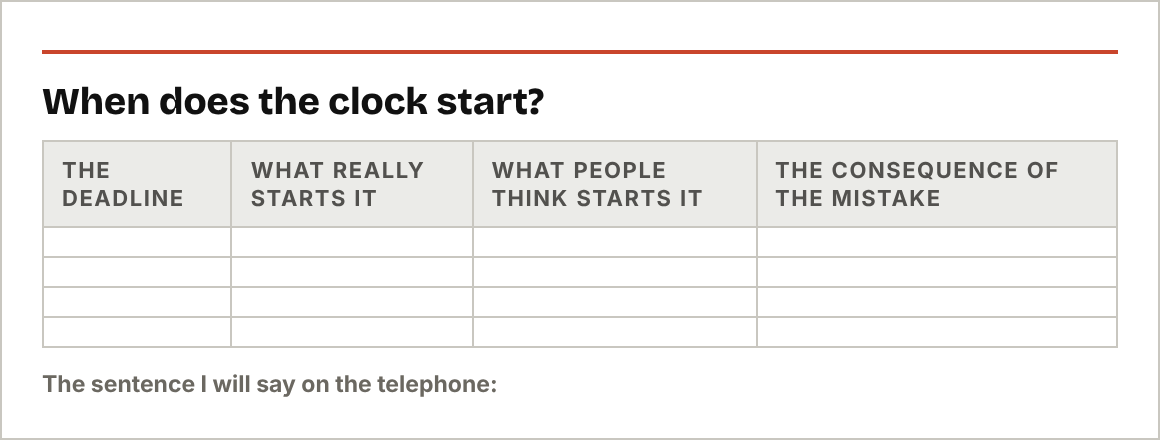 When does the clock start?
THE DEADLINE
WHAT REALLY STARTS IT
WHAT PEOPLE THINK STARTS IT
THE CONSEQUENCE OF THE MISTAKE
The sentence I will say on the telephone: